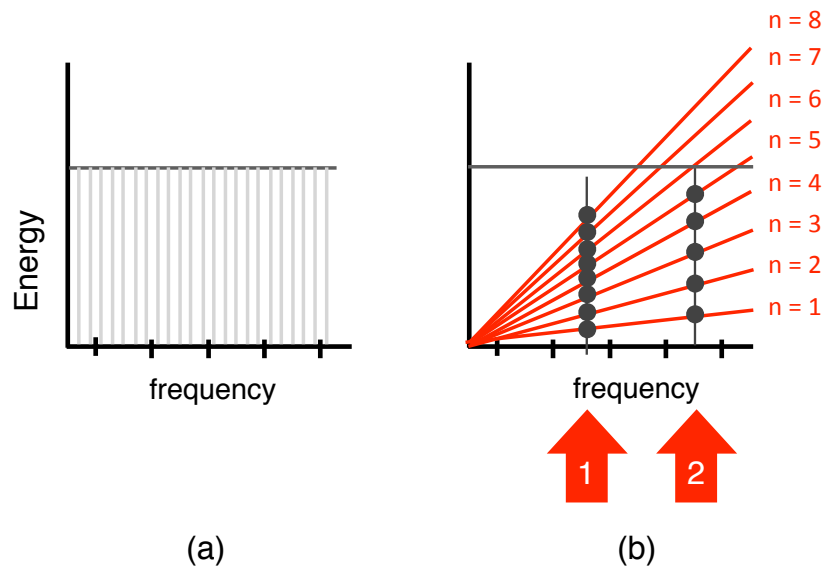 n = 8
n = 7
n = 6
n = 5
n = 4
n = 3
n = 2
n = 1
Energy
frequency
frequency
1
2
(a)
(b)